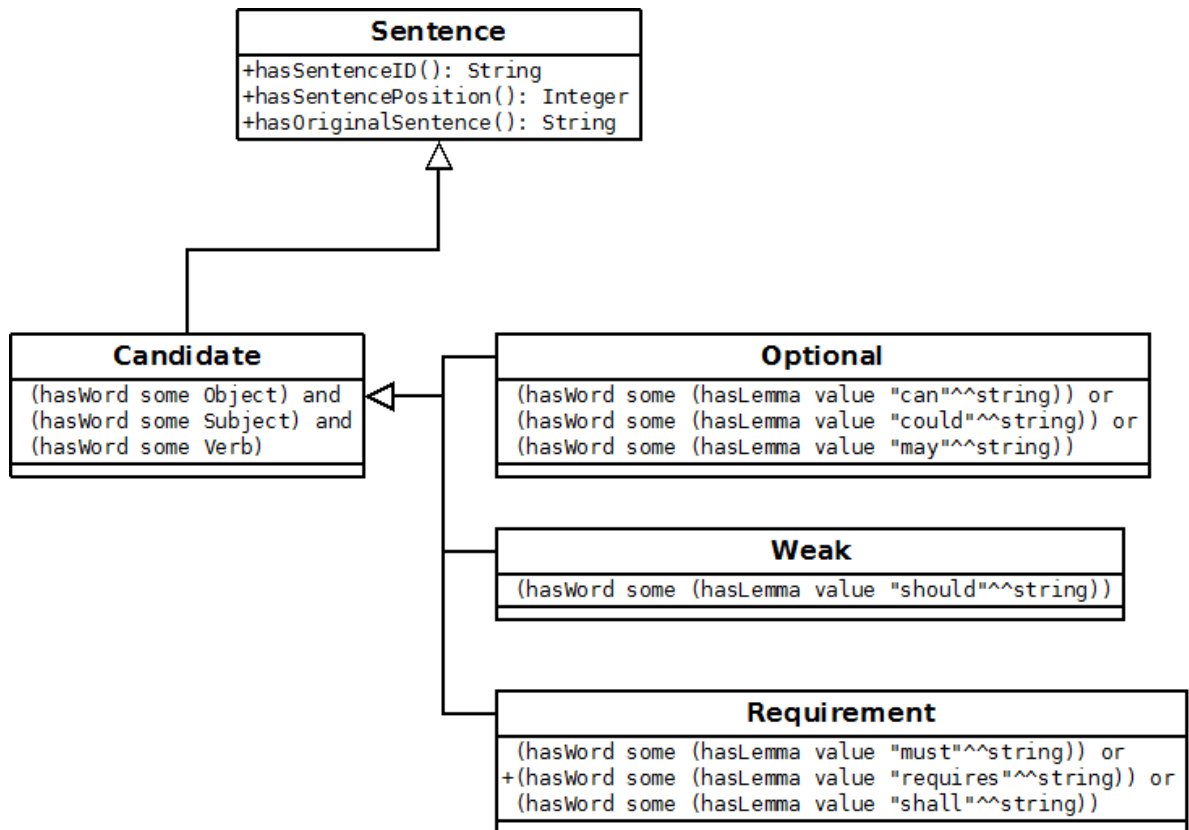 Sentence
+hasSentenceID(): String
+hasSentencePosition(): Integer
+hasOriginalSentence(): String
Candidate
(hasWord some Object) and
(hasWord some Subject) and
(hasWord some Verb)
Optional
(hasWord some (hasLemma value "can"^^string)) or
(hasWord some (hasLemma value "could"^^string)) or
(hasWord some (hasLemma value "may"^^string))
Weak
(hasWord some (hasLemma value "should"^^string))
Requirement
(hasWord some (hasLemma value "must"^^string)) or
+(hasWord some (hasLemma value "requires"^^string)) or
(hasWord some (hasLemma value "shall"^^string))